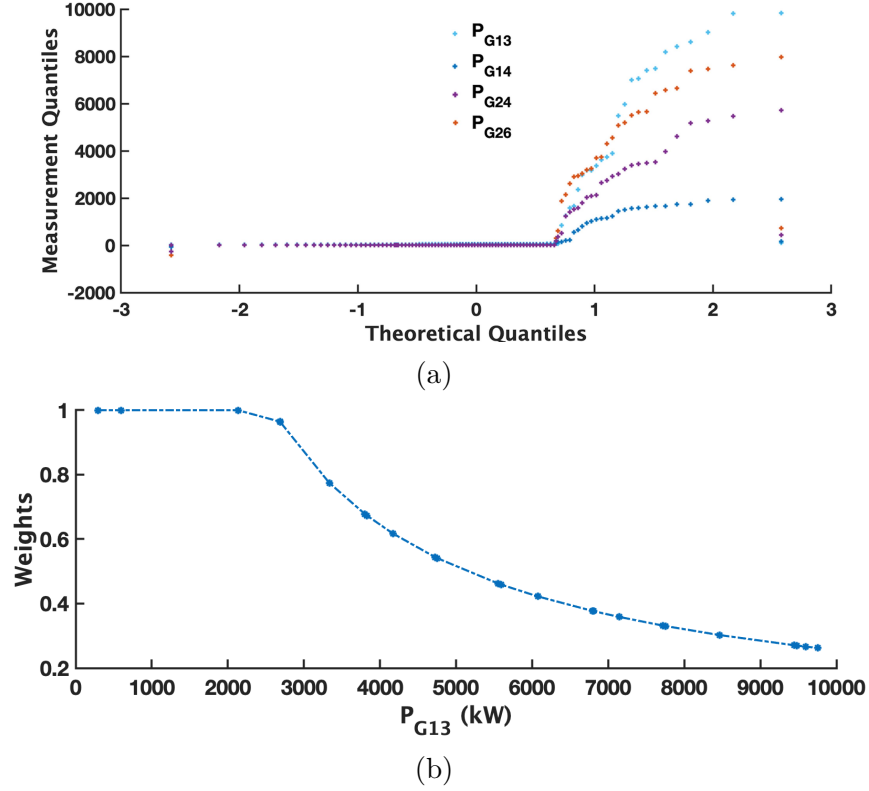 10000
8000
6000
4000
2000
0
-2000
Measurement Quantiles
P_G13
P_G14
P_G24
P_G26
-3 -2 -1 0 1 2 3
Theoretical Quantiles
(a)
1
0.8
0.6
0.4
0.2
Weights
0 1000 2000 3000 4000 5000 6000 7000 8000 9000 10000
P_G13 (kW)
(b)